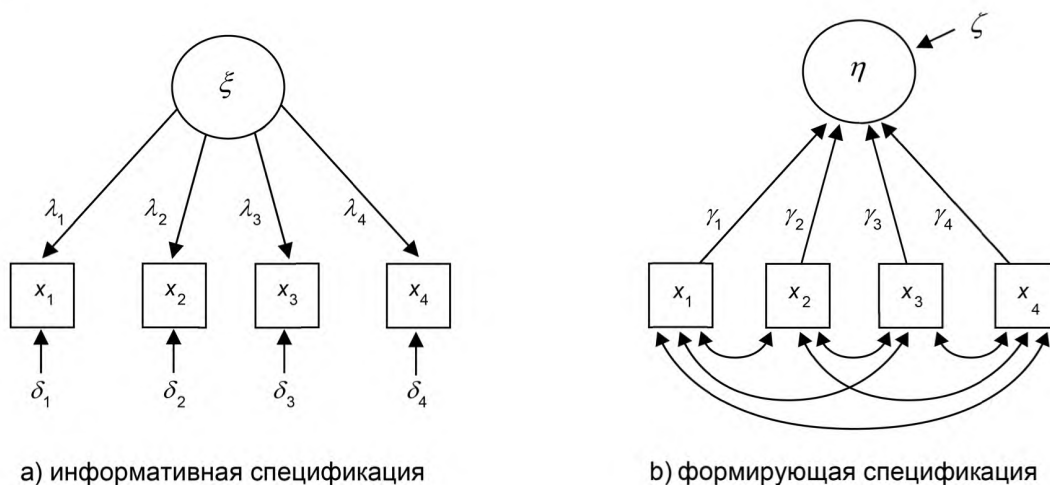 ζ
ξ
η
λ₁ λ₂ λ₃ λ₄
γ₁ γ₂ γ₃ γ₄
x₁ x₂ x₃ x₄
x₁ x₂ x₃ x₄
δ₁ δ₂ δ₃ δ₄
a) информативная спецификация
b) формирующая спецификация